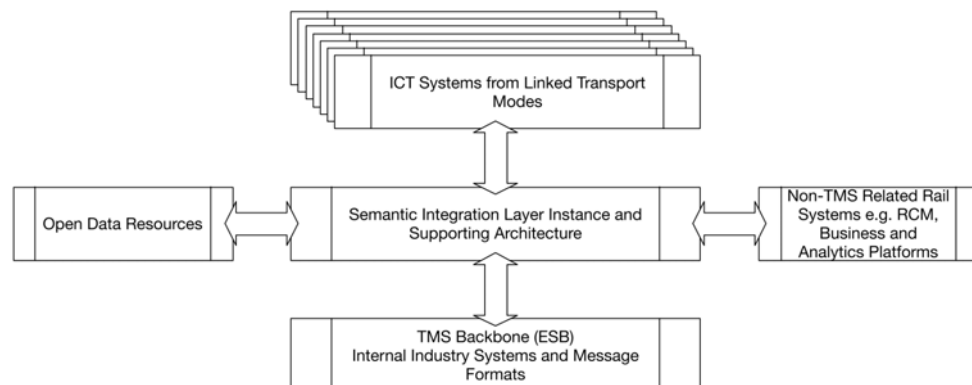 ICT Systems from Linked Transport
Modes
Open Data Resources
Semantic Integration Layer Instance and
Supporting Architecture
Non-TMS Related Rail
Systems e.g. RCM,
Business and
Analytics Platforms
TMS Backbone (ESB)
Internal Industry Systems and Message
Formats